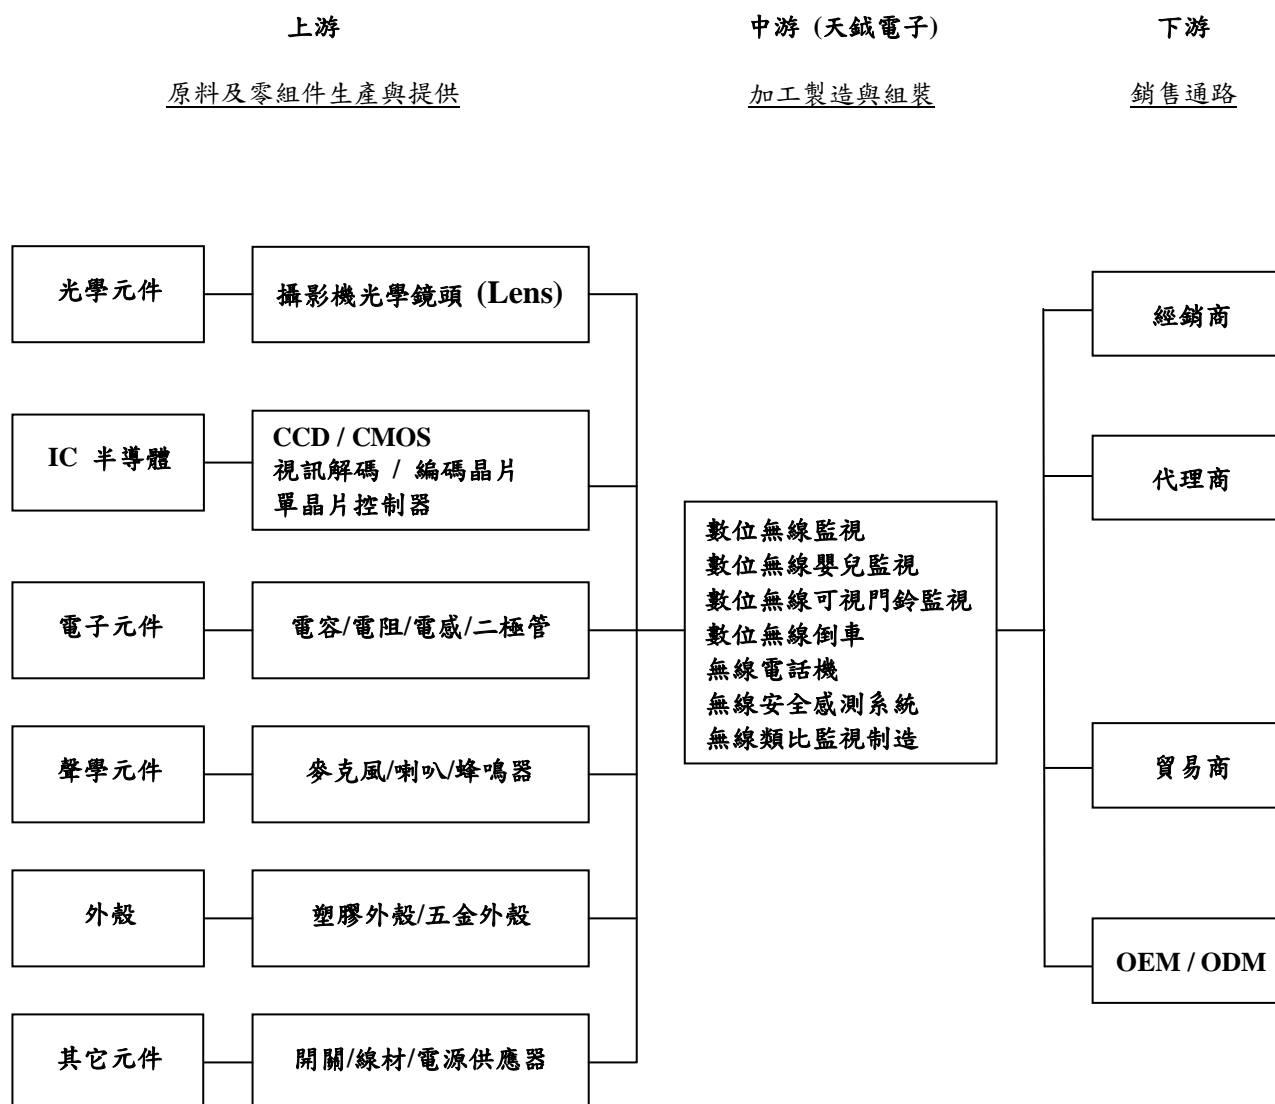 上游
中游 (天鉞電子)
下游
原料及零組件生產與提供
加工製造與組裝
銷售通路
光學元件
攝影機光學鏡頭 (Lens)
IC 半導體
CCD / CMOS
視訊解碼 / 編碼晶片
單晶片控制器
電子元件
電容/電阻/電感/二極管
聲學元件
麥克風/喇叭/蜂鳴器
外殼
塑膠外殼/五金外殼
其它元件
開關/線材/電源供應器
數位無線監視
數位無線嬰兒監視
數位無線可視門鈴監視
數位無線倒車
無線電話機
無線安全感測系統
無線類比監視制造
經銷商
代理商
貿易商
OEM / ODM